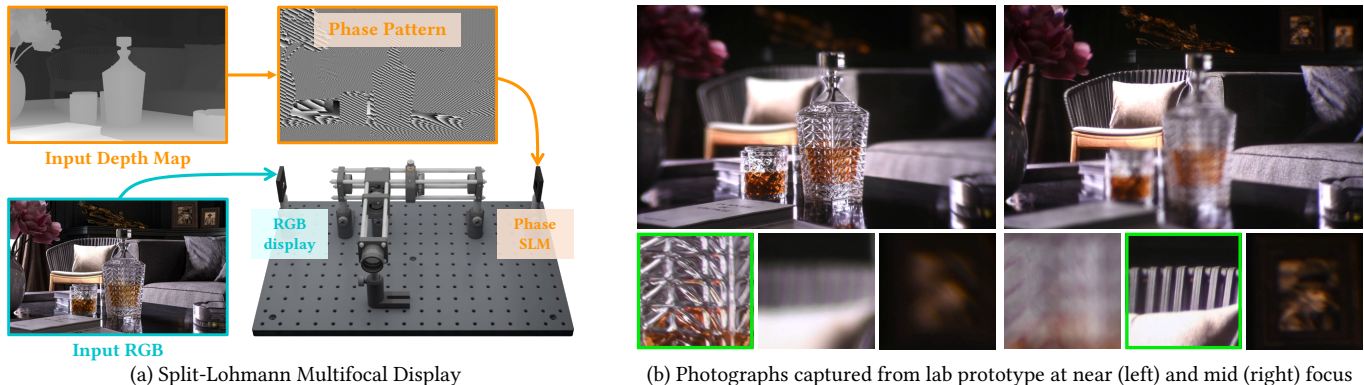 Phase Pattern
Input Depth Map
RGB
display
Phase
SLM
Input RGB
(a) Split-Lohmann Multifocal Display
(b) Photographs captured from lab prototype at near (left) and mid (right) focus